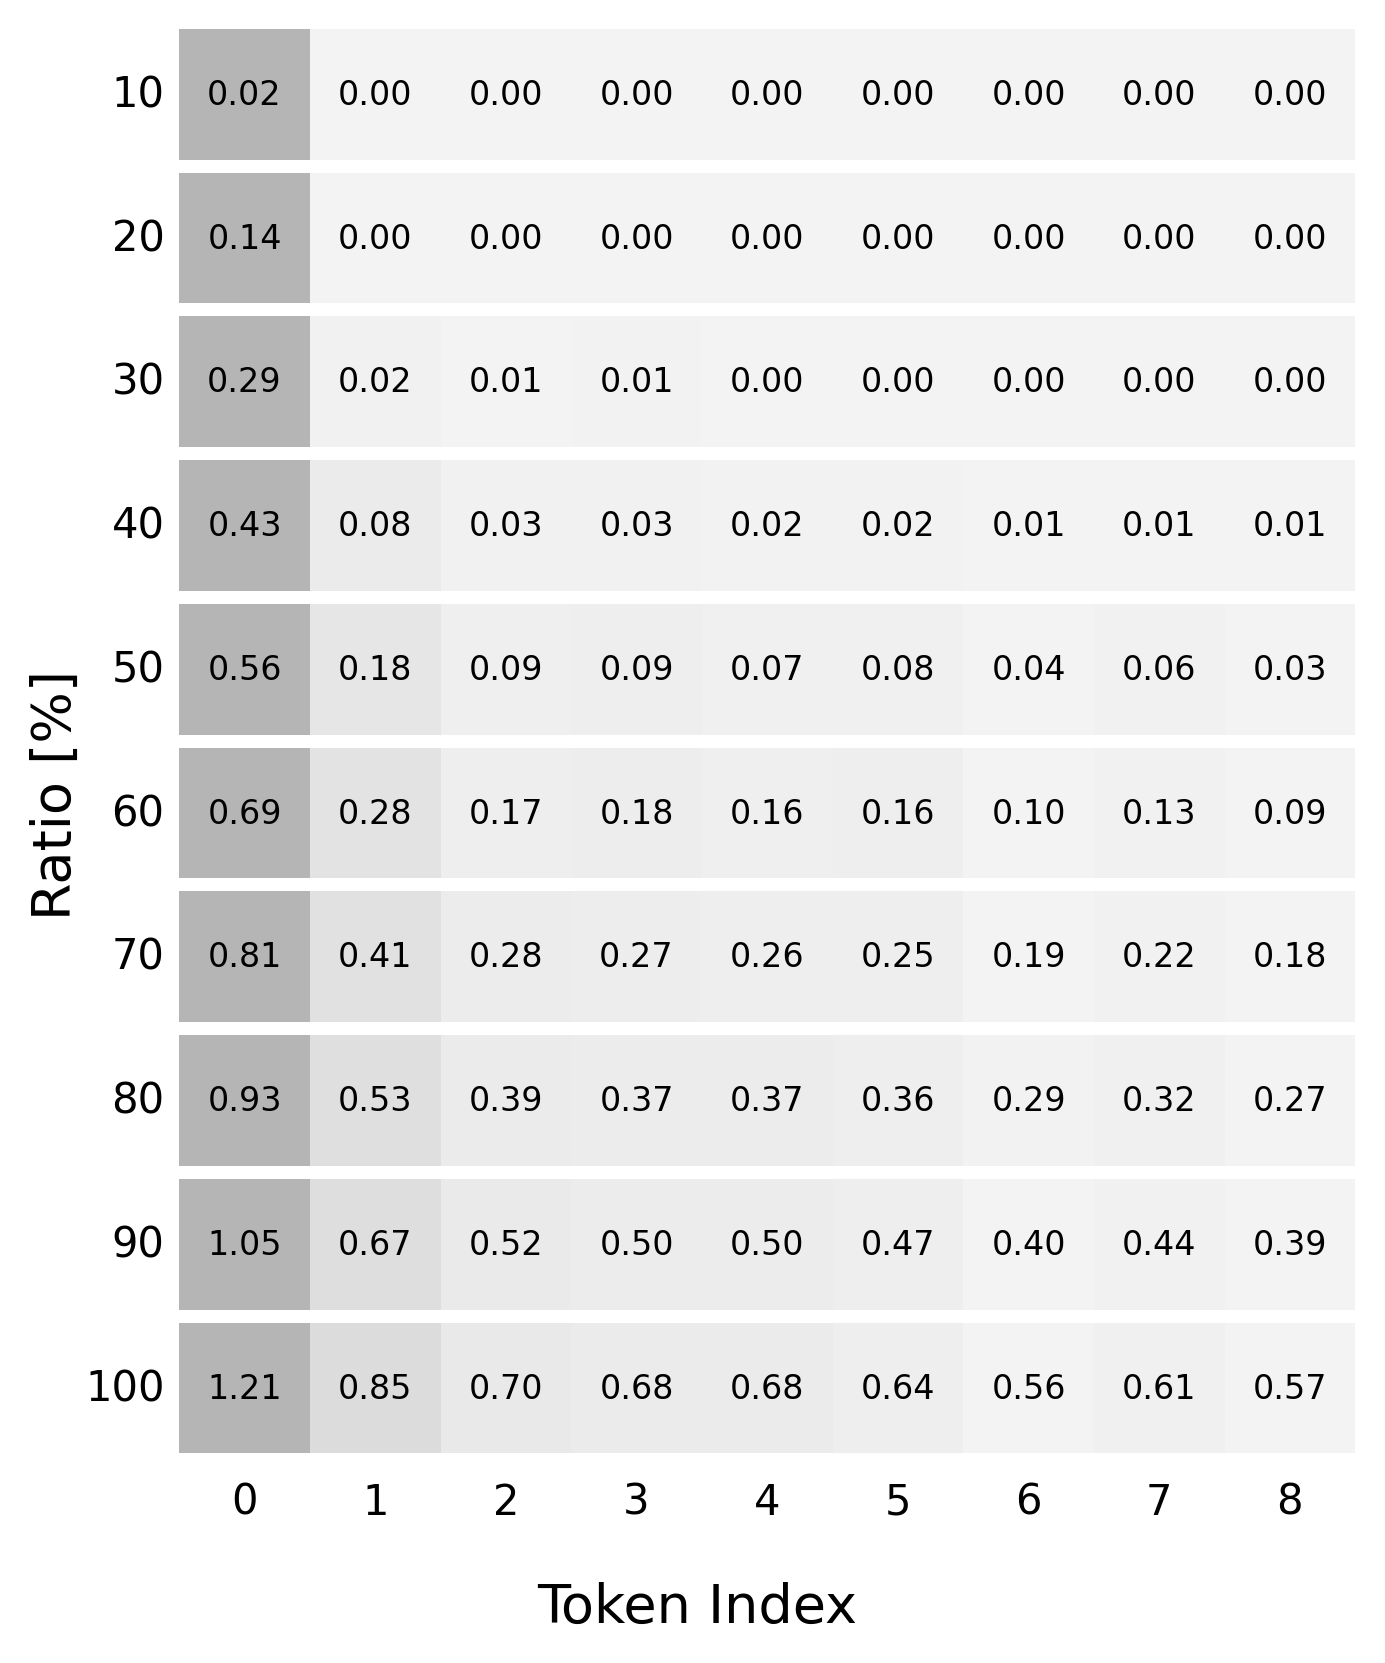 10 0.02 0.00 0.00 0.00 0.00 0.00 0.00 0.00 0.00
20 0.14 0.00 0.00 0.00 0.00 0.00 0.00 0.00 0.00
30 0.29 0.02 0.01 0.01 0.00 0.00 0.00 0.00 0.00
40 0.43 0.08 0.03 0.03 0.02 0.02 0.01 0.01 0.01
50 0.56 0.18 0.09 0.09 0.07 0.08 0.04 0.06 0.03
60 0.69 0.28 0.17 0.18 0.16 0.16 0.10 0.13 0.09
70 0.81 0.41 0.28 0.27 0.26 0.25 0.19 0.22 0.18
80 0.93 0.53 0.39 0.37 0.37 0.36 0.29 0.32 0.27
90 1.05 0.67 0.52 0.50 0.50 0.47 0.40 0.44 0.39
100 1.21 0.85 0.70 0.68 0.68 0.64 0.56 0.61 0.57
0 1 2 3 4 5 6 7 8
Token Index
Ratio [%]